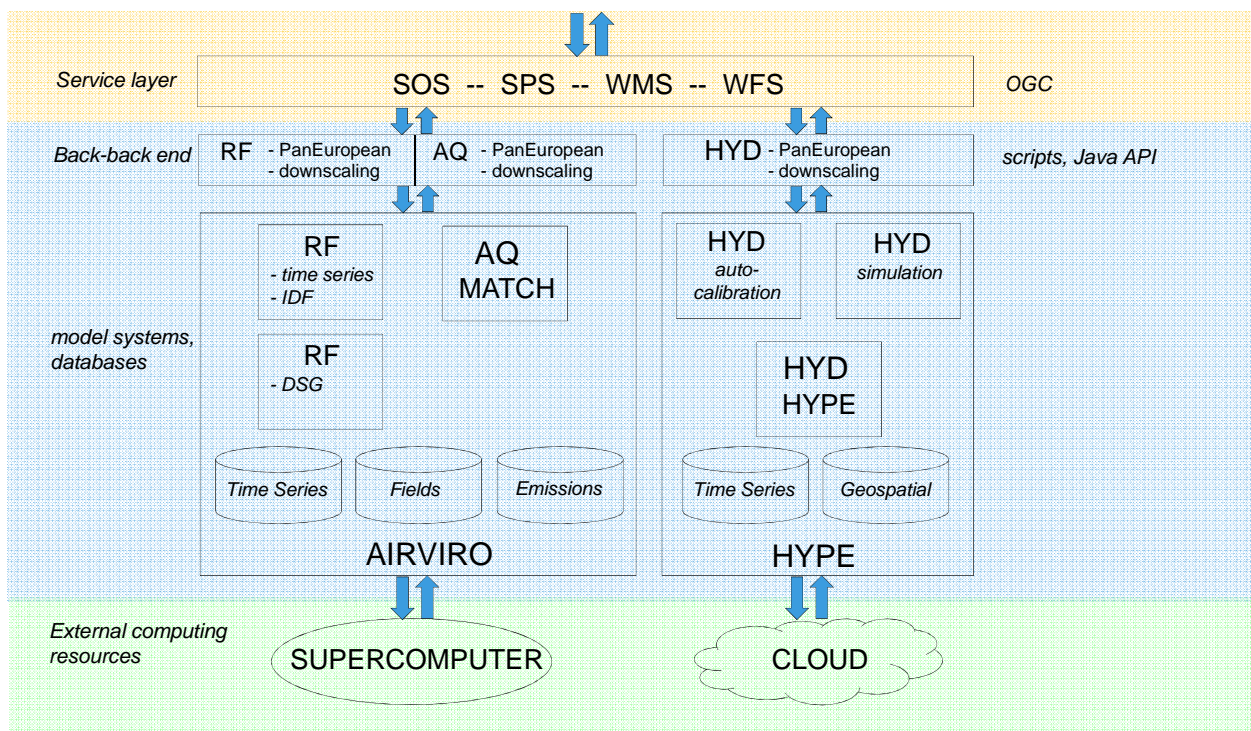 Service layer
SOS -- SPS -- WMS -- WFS
OGC
Back-back end
RF - PanEuropean
- downscaling
AQ - PanEuropean
- downscaling
HYD - PanEuropean
- downscaling
scripts, Java API
model systems,
databases
RF
- time series
- IDF
AQ
MATCH
RF
- DSG
Time Series
Fields
Emissions
AIRVIRO
HYD
auto-
calibration
HYD
simulation
HYD
HYPE
Time Series
Geospatial
HYPE
External computing
resources
SUPERCOMPUTER
CLOUD